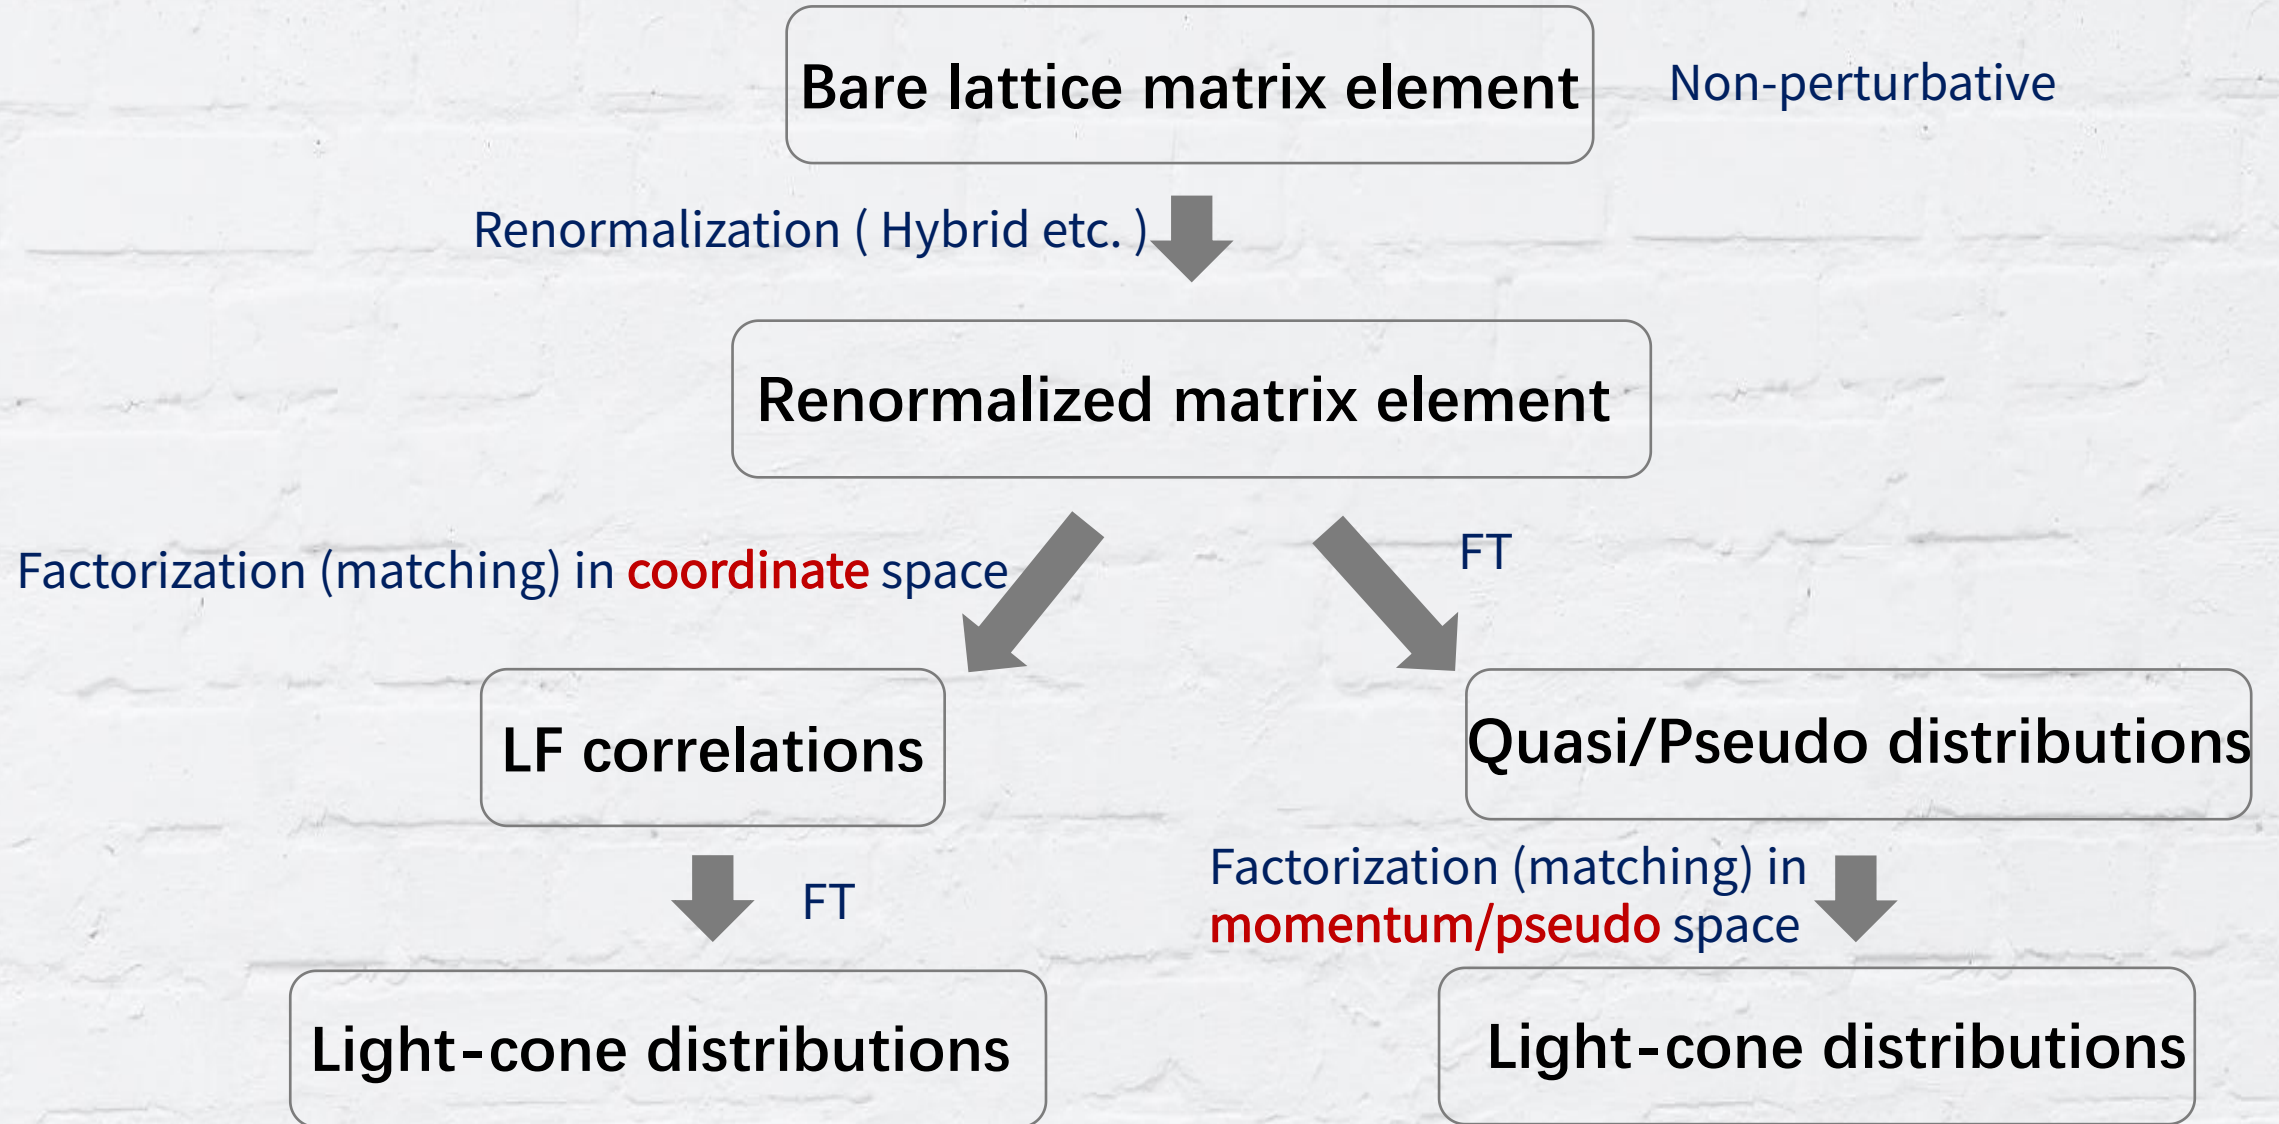 Bare lattice matrix element
Non-perturbative
Renormalization ( Hybrid etc. )
Renormalized matrix element
Factorization (matching) in coordinate space
FT
LF correlations
Quasi/Pseudo distributions
FT
Factorization (matching) in
momentum/pseudo space
Light-cone distributions
Light-cone distributions